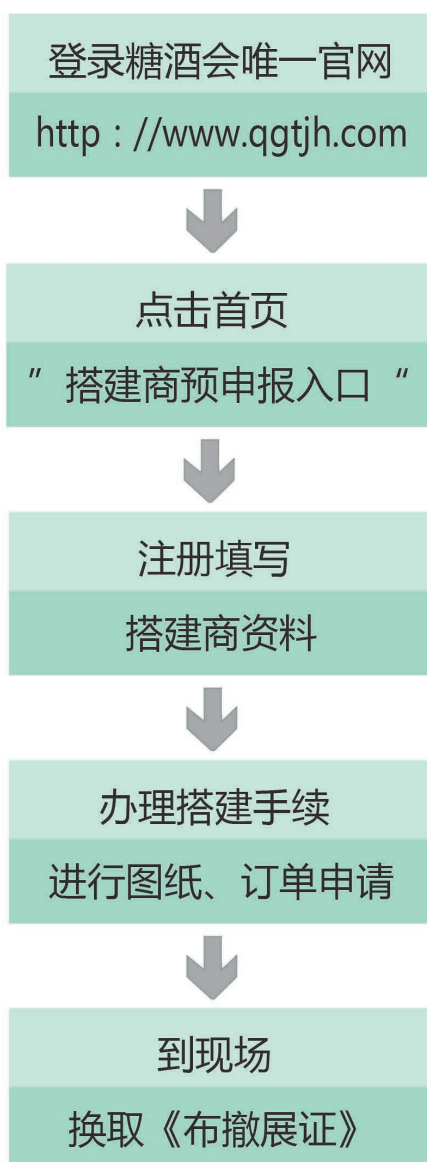 登录糖酒会唯一官网
http：//www.qgtjh.com
点击首页
”搭建商预申报入口“
注册填写
搭建商资料
办理搭建手续
进行图纸、订单申请
到现场
换取《布撤展证》